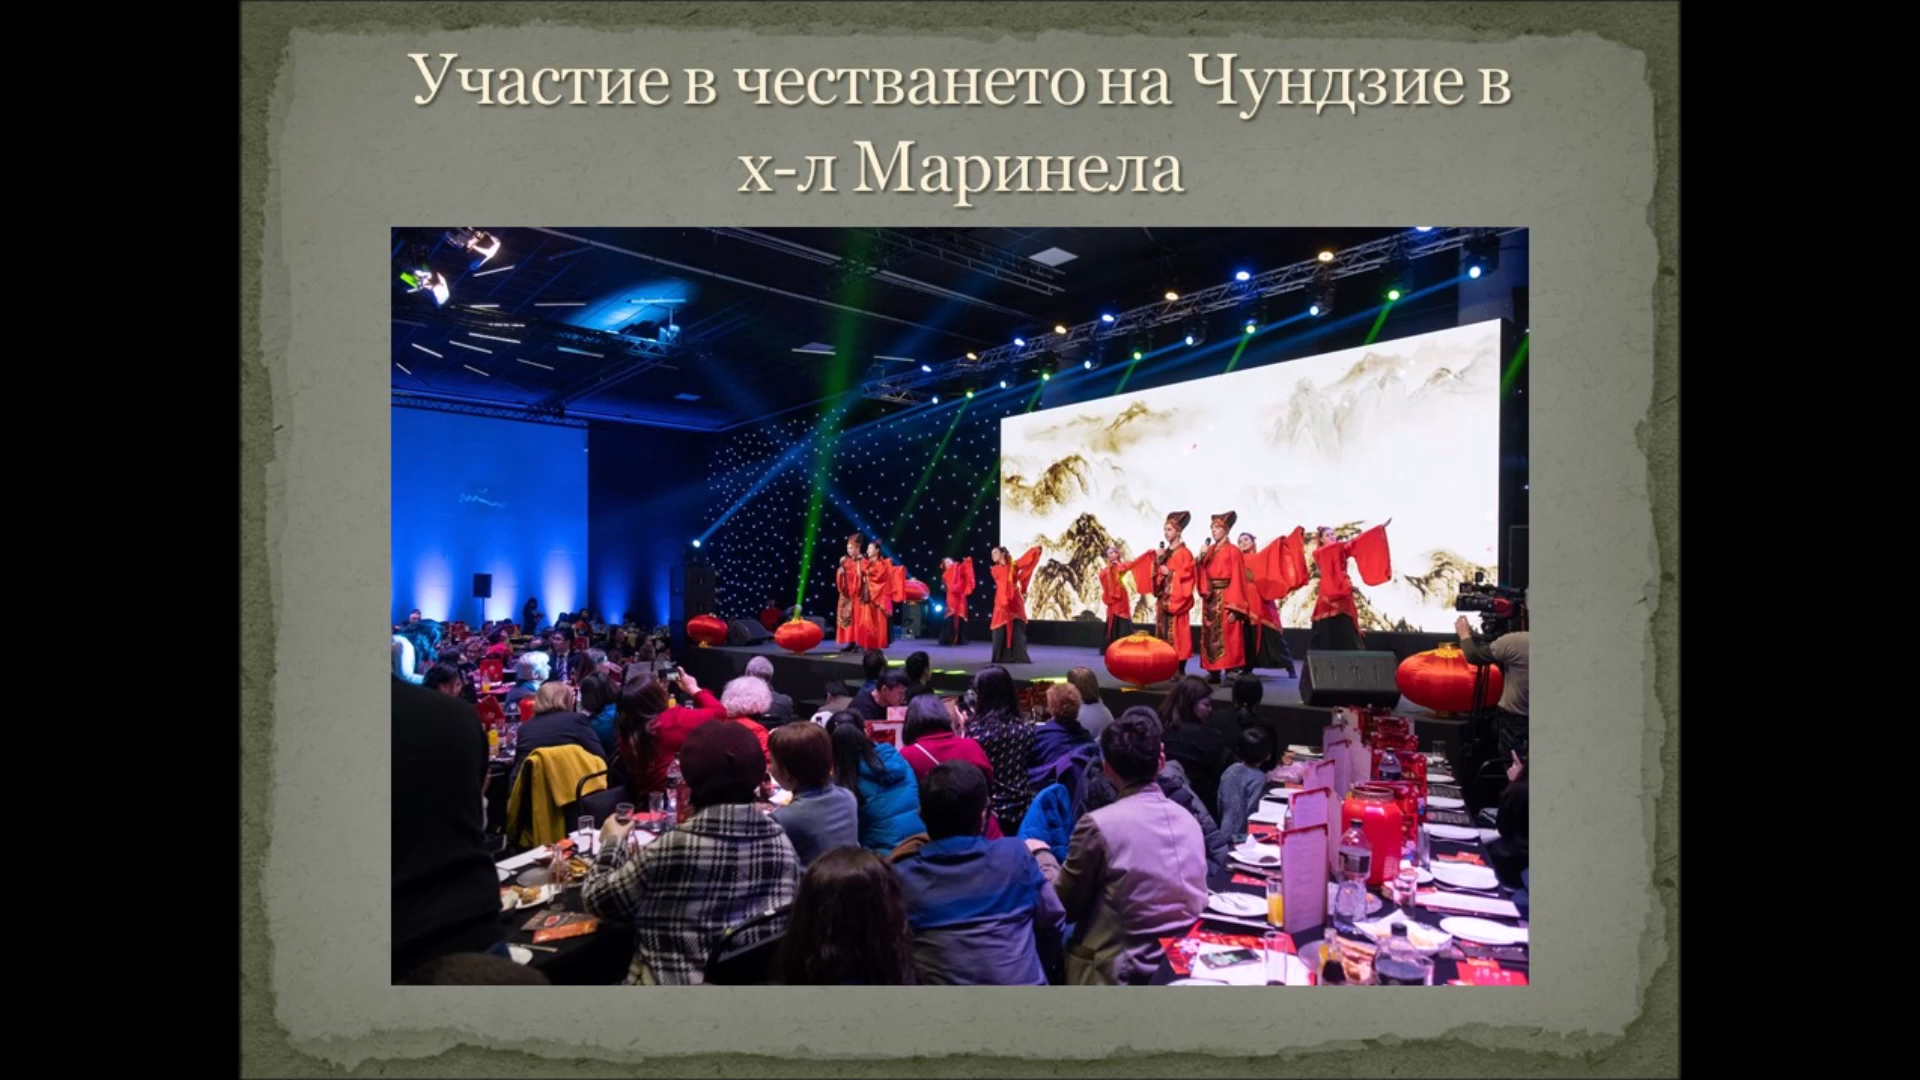 Участие в честването на Чундзие в
х-л Маринела